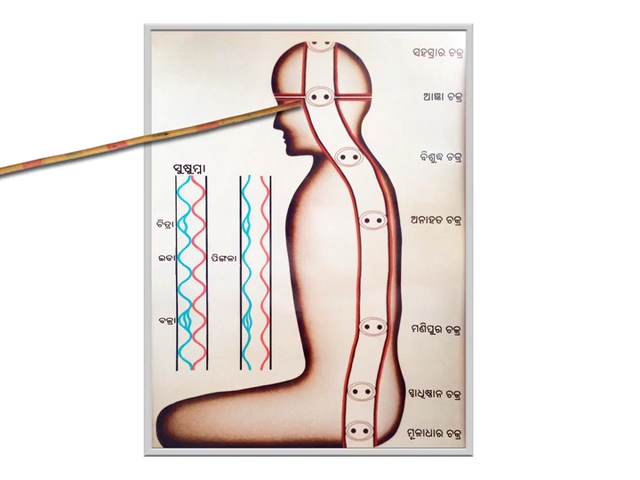 ସହସ୍ରାର ଚକ୍ର
ଆଜ୍ଞା ଚକ୍ର
ବିଶୁଦ୍ଧ ଚକ୍ର
ଅନାହତ ଚକ୍ର
ମଣିପୁର ଚକ୍ର
ସ୍ୱାଧିଷ୍ଠାନ ଚକ୍ର
ମୂଳାଧାର ଚକ୍ର
ସୁଷୁମ୍ନା
ଚିତ୍ରା
ଇଡା
ପିଙ୍ଗଳା
ବଜ୍ରା